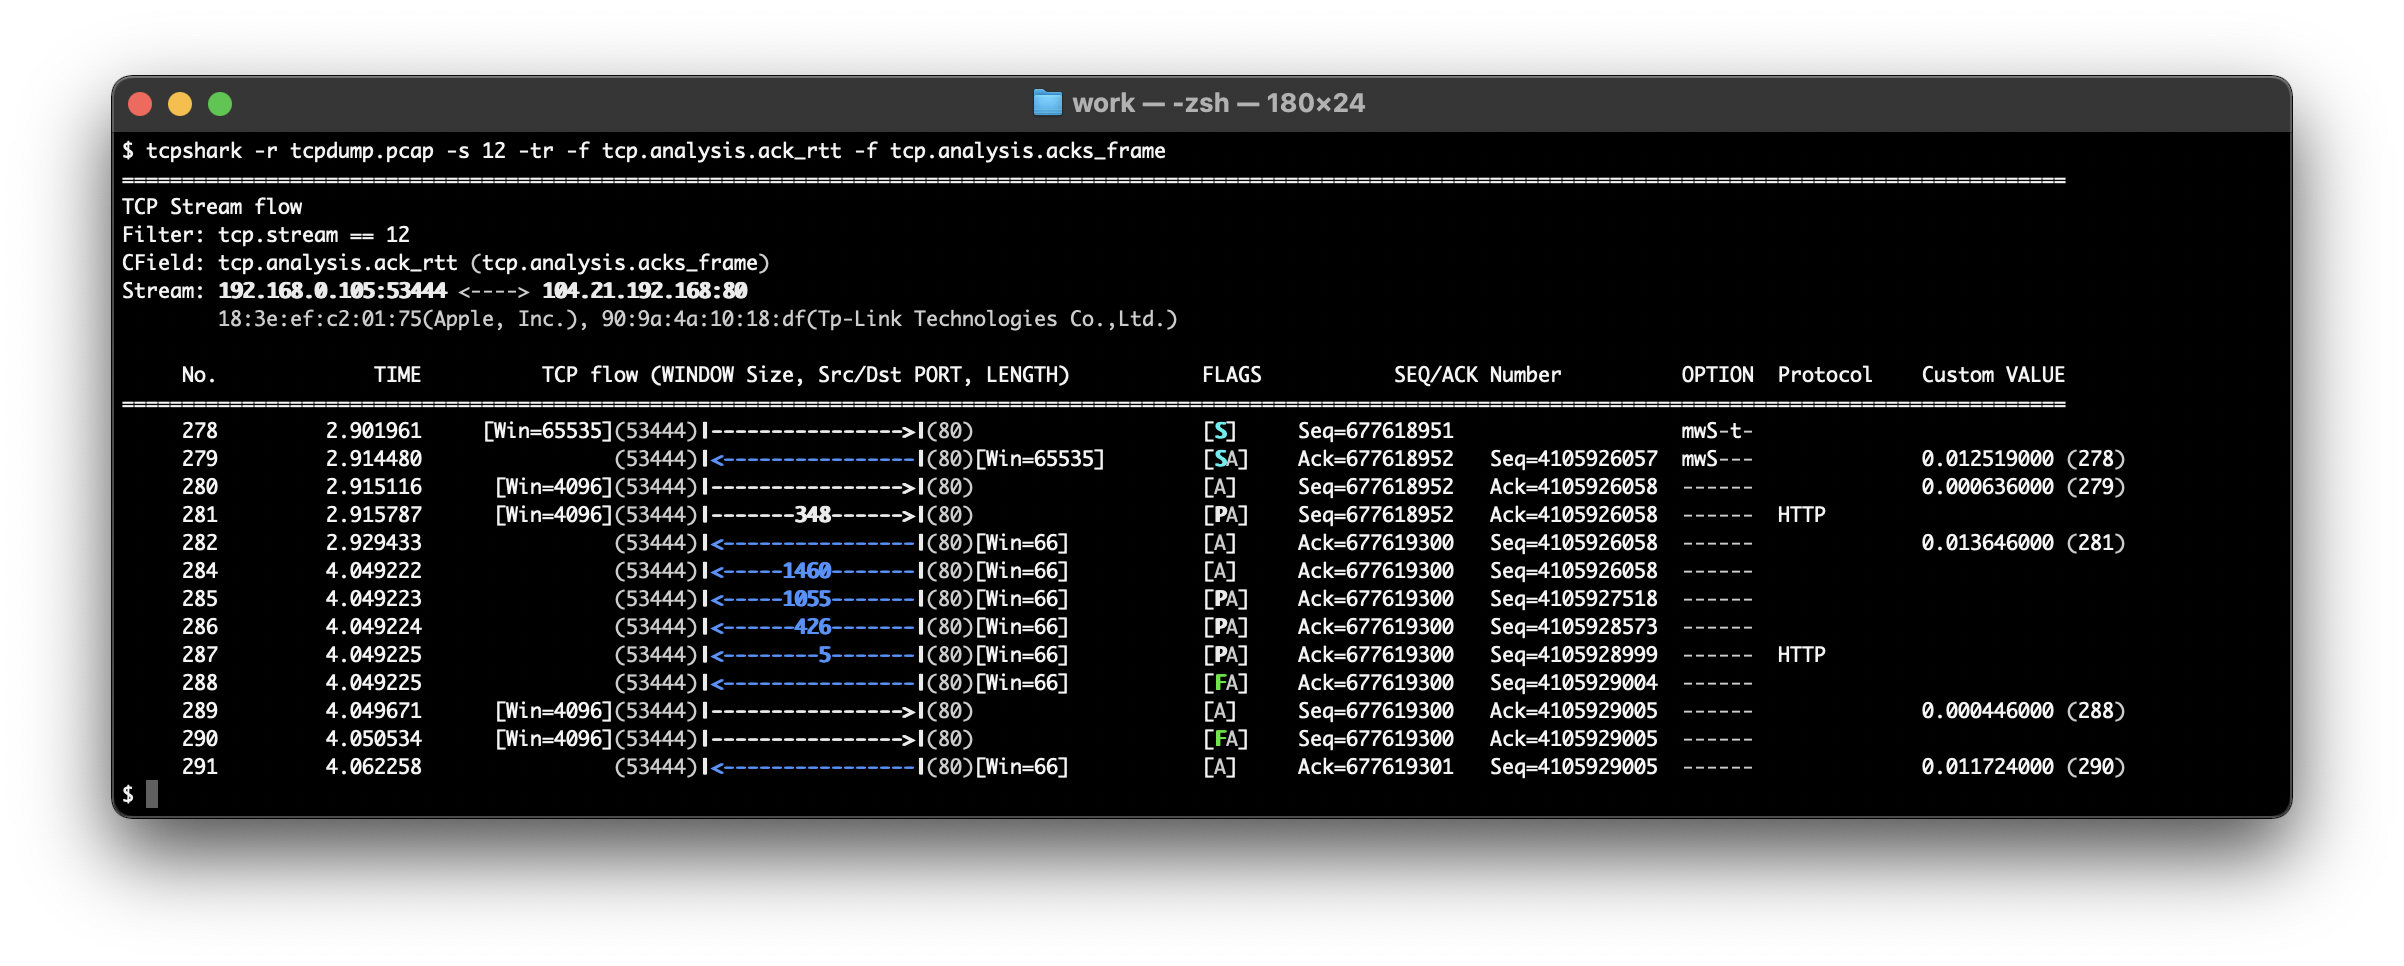 work — -zsh — 180×24
$ tcpshark -r tcpdump.pcap -s 12 -tr -f tcp.analysis.ack_rtt -f tcp.analysis.acks_frame
==================================================================================================================================================================
TCP Stream flow
Filter: tcp.stream == 12
CField: tcp.analysis.ack_rtt (tcp.analysis.acks_frame)
Stream: 192.168.0.105:53444 <----> 104.21.192.168:80
18:3e:ef:c2:01:75(Apple, Inc.), 90:9a:4a:10:18:df(Tp-Link Technologies Co.,Ltd.)
No. TIME TCP flow (WINDOW Size, Src/Dst PORT, LENGTH) FLAGS SEQ/ACK Number OPTION Protocol Custom VALUE
==================================================================================================================================================================
278 2.901961 [Win=65535](53444)|---------------->|(80) [S] Seq=677618951 mwS-t-
279 2.914480 (53444)|<----------------|(80)[Win=65535] [SA] Ack=677618952 Seq=4105926057 mwS--- 0.012519000 (278)
280 2.915116 [Win=4096](53444)|---------------->|(80) [A] Seq=677618952 Ack=4105926058 ------ 0.000636000 (279)
281 2.915787 [Win=4096](53444)|-------348------>|(80) [PA] Seq=677618952 Ack=4105926058 ------ HTTP
282 2.929433 (53444)|<----------------|(80)[Win=66] [A] Ack=677619300 Seq=4105926058 ------ 0.013646000 (281)
284 4.049222 (53444)|<-----1460-------|(80)[Win=66] [A] Ack=677619300 Seq=4105926058 ------
285 4.049223 (53444)|<-----1055-------|(80)[Win=66] [PA] Ack=677619300 Seq=4105927518 ------
286 4.049224 (53444)|<------426-------|(80)[Win=66] [PA] Ack=677619300 Seq=4105928573 ------
287 4.049225 (53444)|<--------5-------|(80)[Win=66] [PA] Ack=677619300 Seq=4105928999 ------ HTTP
288 4.049225 (53444)|<----------------|(80)[Win=66] [FA] Ack=677619300 Seq=4105929004 ------
289 4.049671 [Win=4096](53444)|---------------->|(80) [A] Seq=677619300 Ack=4105929005 ------ 0.000446000 (288)
290 4.050534 [Win=4096](53444)|---------------->|(80) [FA] Seq=677619300 Ack=4105929005 ------
291 4.062258 (53444)|<----------------|(80)[Win=66] [A] Ack=677619301 Seq=4105929005 ------ 0.011724000 (290)
$